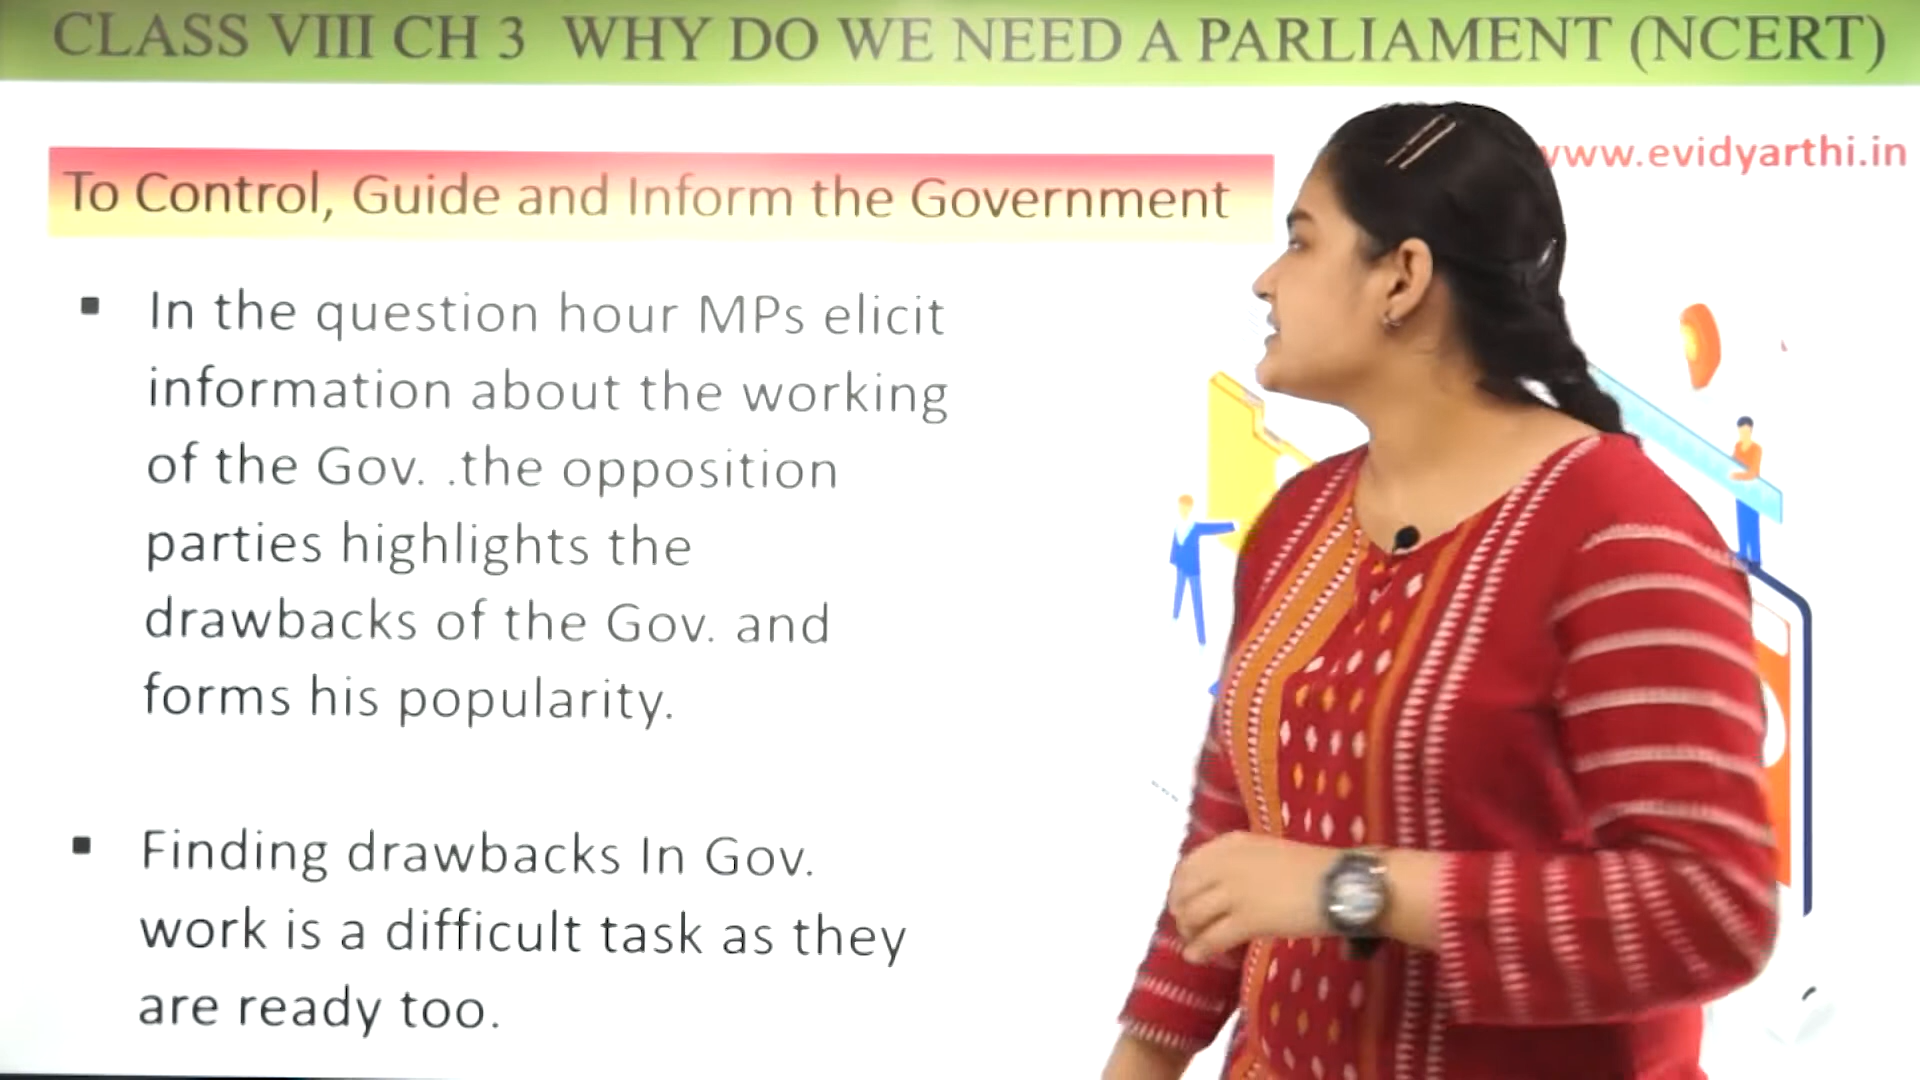 CLASS VIII CH 3 WHY DO WE NEED A PARLIAMENT (NCERT)
www.evidyarthi.in
To Control, Guide and Inform the Government
▪ In the question hour MPs elicit
information about the working
of the Gov. .the opposition
parties highlights the
drawbacks of the Gov. and
forms his popularity.
▪ Finding drawbacks In Gov.
work is a difficult task as they
are ready too.